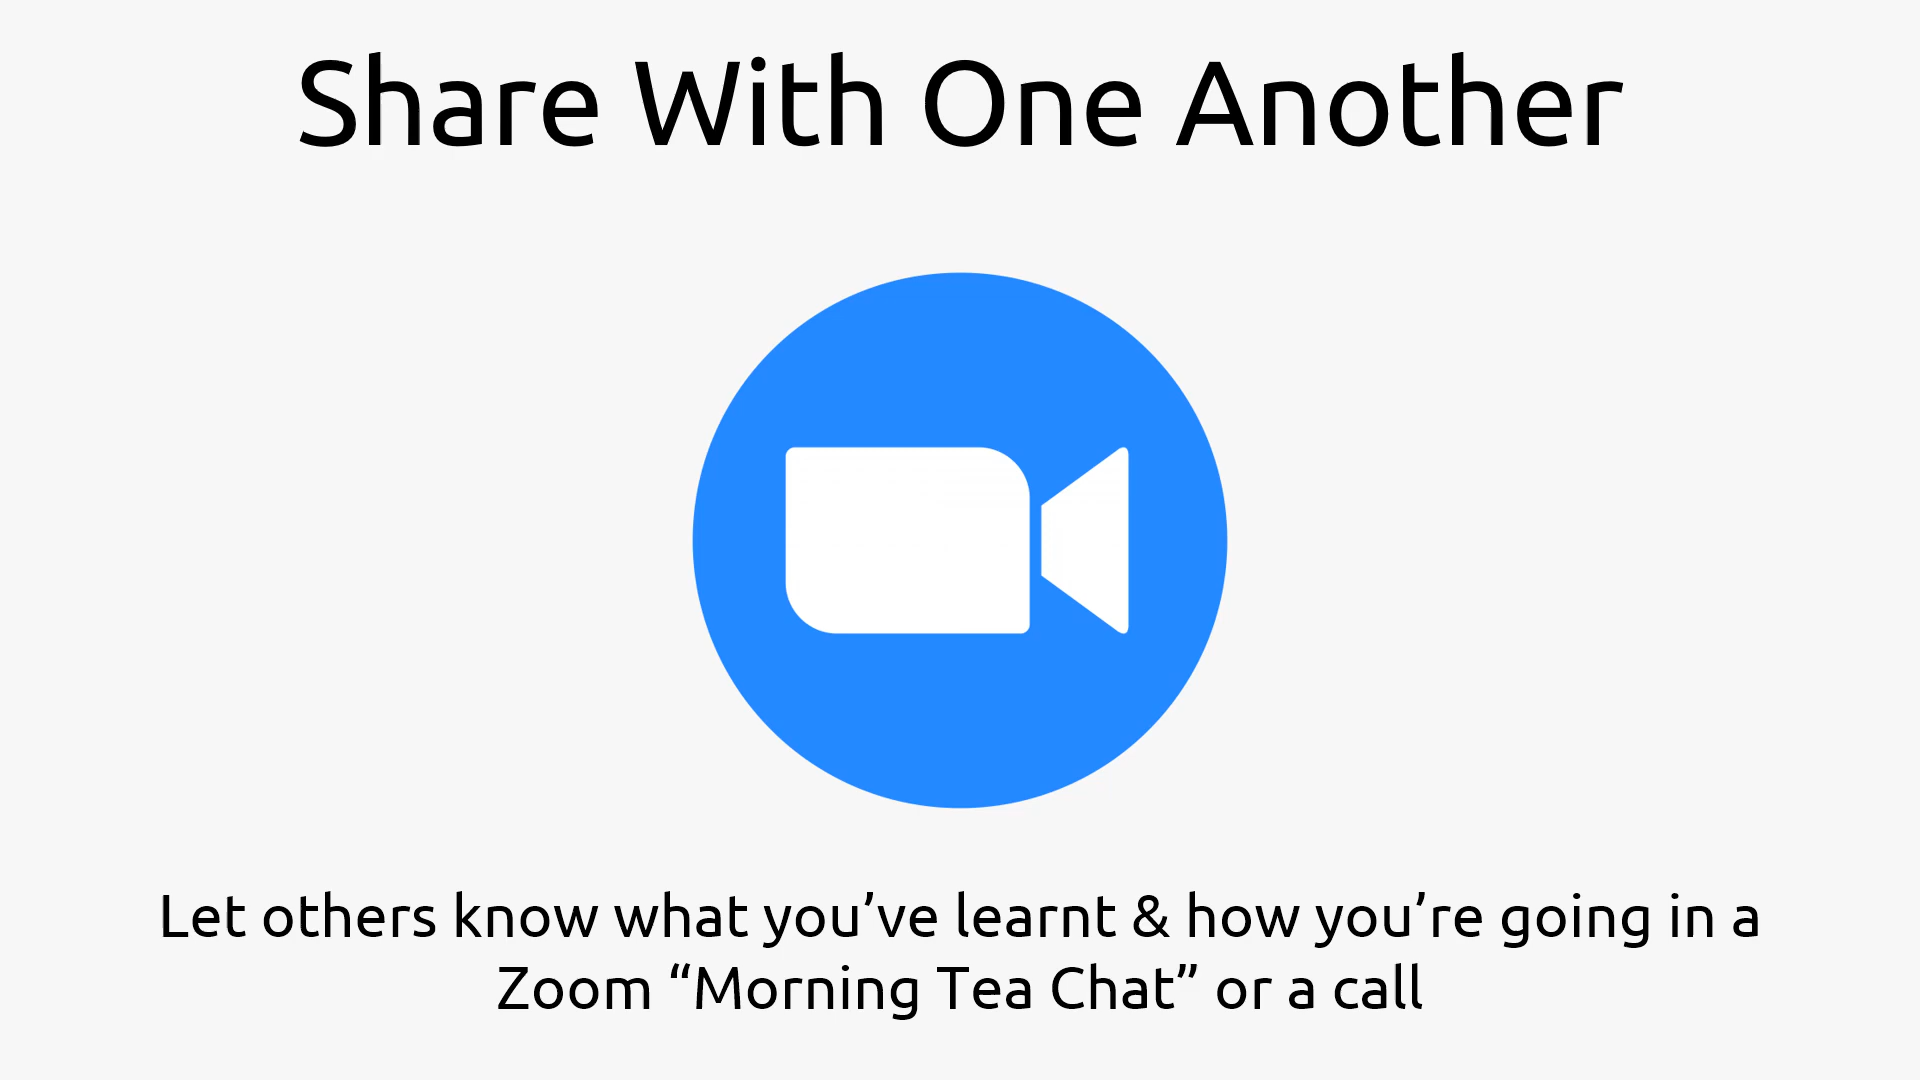 Share With One Another
Let others know what you’ve learnt & how you’re going in a
Zoom “Morning Tea Chat” or a call